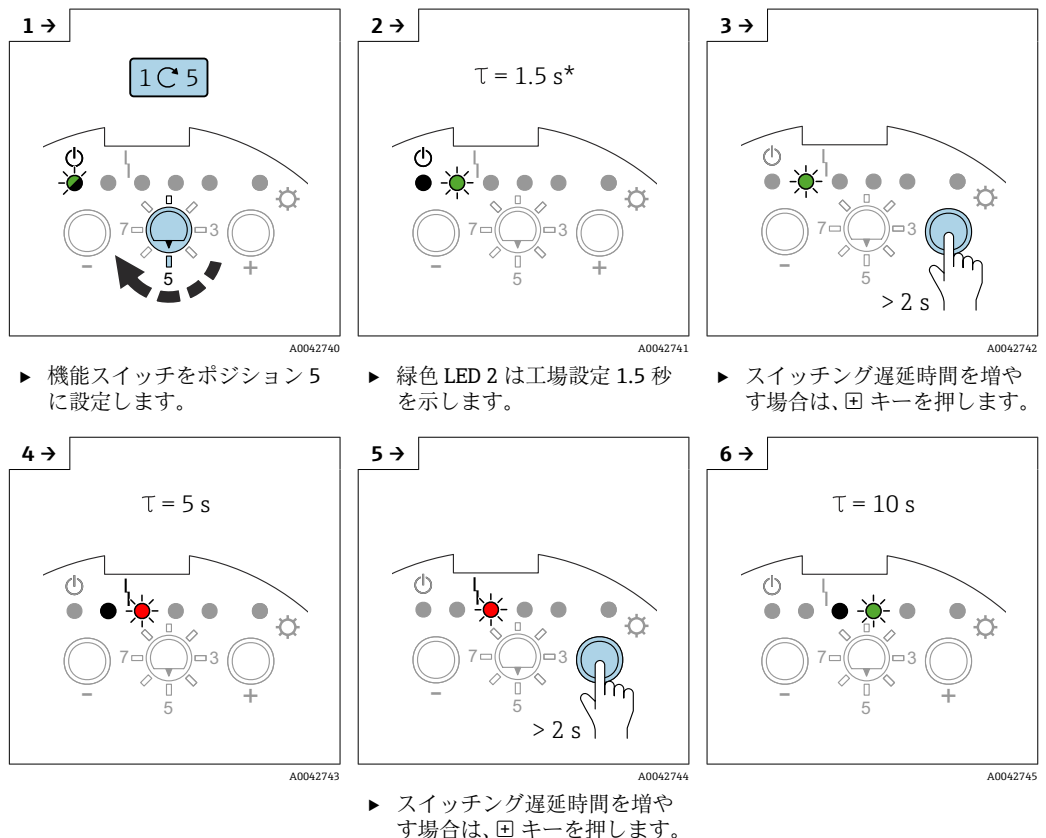 1 →
1 ↻ 5
7
3
5
−
+
A0042740
▶ 機能スイッチをポジション 5
に設定します。
2 →
τ = 1.5 s*
7
3
5
−
+
A0042741
▶ 緑色 LED 2 は工場設定 1.5 秒
を示します。
3 →
7
3
5
−
+
> 2 s
A0042742
▶ スイッチング遅延時間を増や
す場合は、⊞ キーを押します。
4 →
τ = 5 s
7
3
5
−
+
A0042743
5 →
7
3
5
−
> 2 s
A0042744
▶ スイッチング遅延時間を増や
す場合は、⊞ キーを押します。
6 →
τ = 10 s
7
3
5
−
+
A0042745